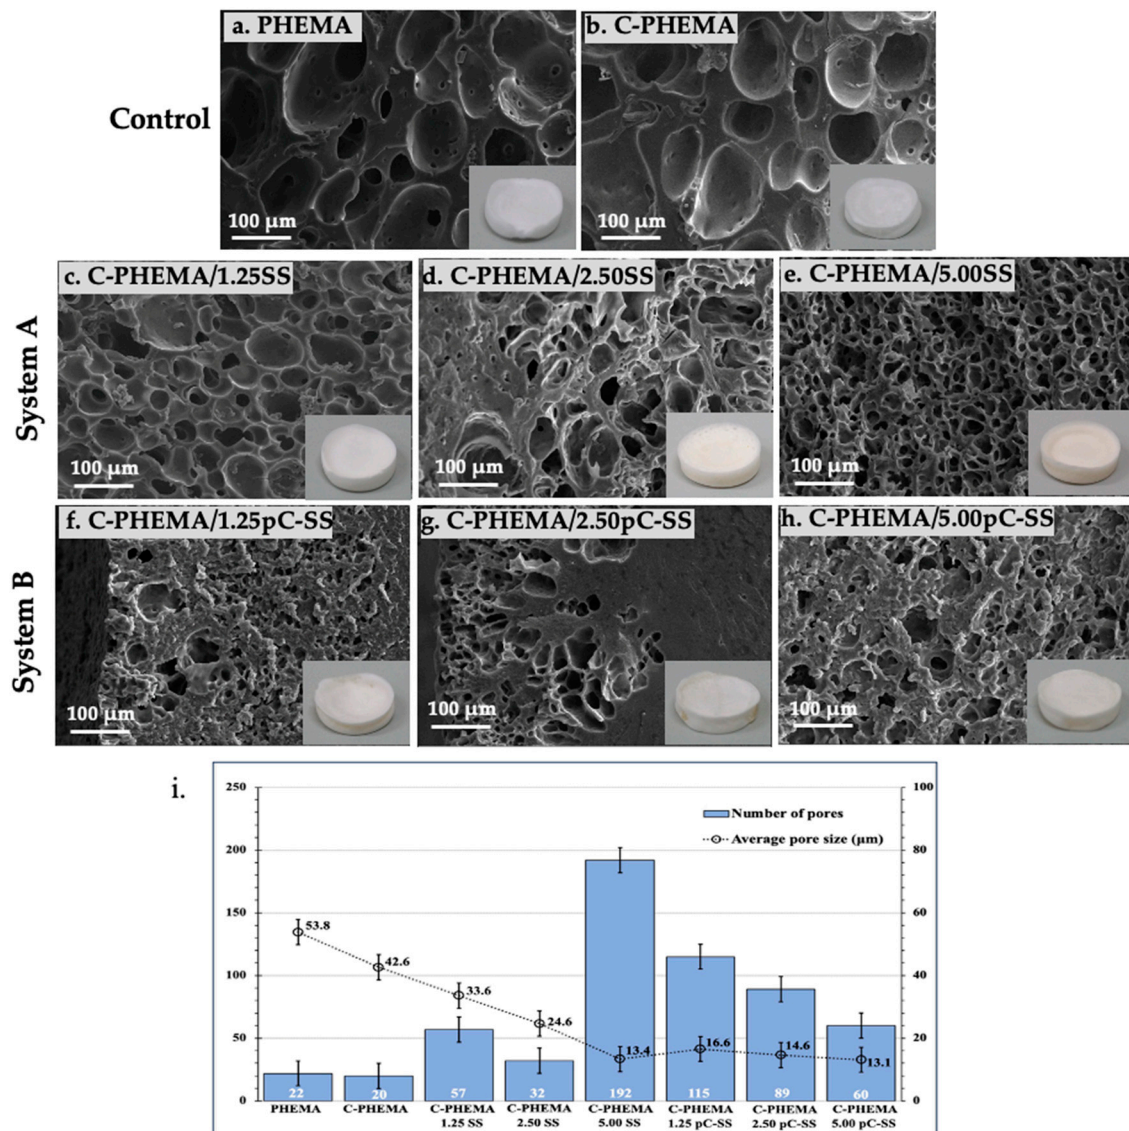 a. PHEMA
b. C-PHEMA
Control
100 μm
100 μm
c. C-PHEMA/1.25SS
d. C-PHEMA/2.50SS
e. C-PHEMA/5.00SS
System A
100 μm
100 μm
100 μm
f. C-PHEMA/1.25pC-SS
g. C-PHEMA/2.50pC-SS
h. C-PHEMA/5.00pC-SS
System B
100 μm
100 μm
100 μm
i.
250
200
150
100
50
0
100
80
60
40
20
0
Number of pores
Average pore size (μm)
53.8
42.6
33.6
24.6
13.4
16.6
14.6
13.1
22
20
57
32
192
115
89
60
PHEMA
C-PHEMA
C-PHEMA
1.25 SS
C-PHEMA
2.50 SS
C-PHEMA
5.00 SS
C-PHEMA
1.25 pC-SS
C-PHEMA
2.50 pC-SS
C-PHEMA
5.00 pC-SS